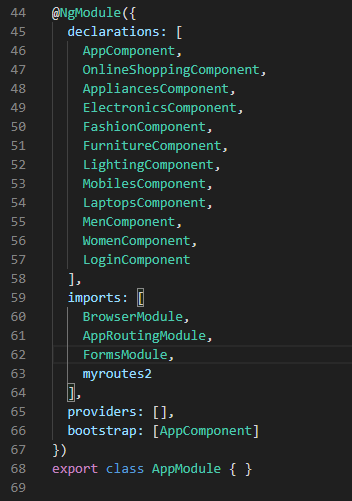 44 @NgModule({
45 declarations: [
46 AppComponent,
47 OnlineShoppingComponent,
48 AppliancesComponent,
49 ElectronicsComponent,
50 FashionComponent,
51 FurnitureComponent,
52 LightingComponent,
53 MobilesComponent,
54 LaptopsComponent,
55 MenComponent,
56 WomenComponent,
57 LoginComponent
58 ],
59 imports: [
60 BrowserModule,
61 AppRoutingModule,
62 FormsModule,
63 myroutes2
64 ],
65 providers: [],
66 bootstrap: [AppComponent]
67 })
68 export class AppModule { }
69